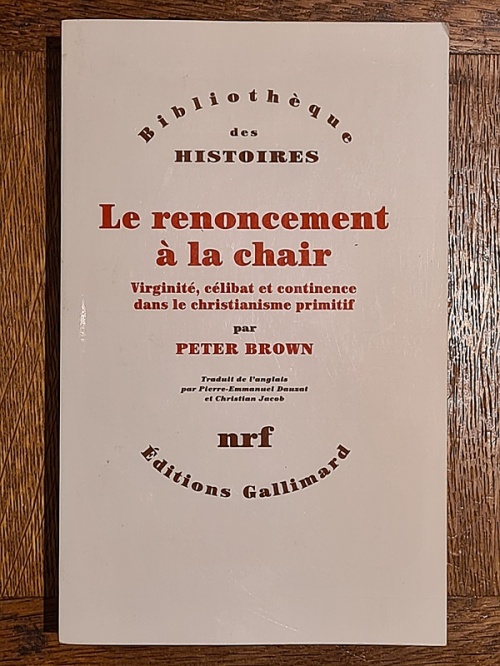 Bibliothèque
des
HISTOIRES
Le renoncement
à la chair
Virginité, célibat et continence
dans le christianisme primitif
par
PETER BROWN
Traduit de l'anglais
par Pierre-Emmanuel Dauzat
et Christian Jacob
nrf
Éditions Gallimard